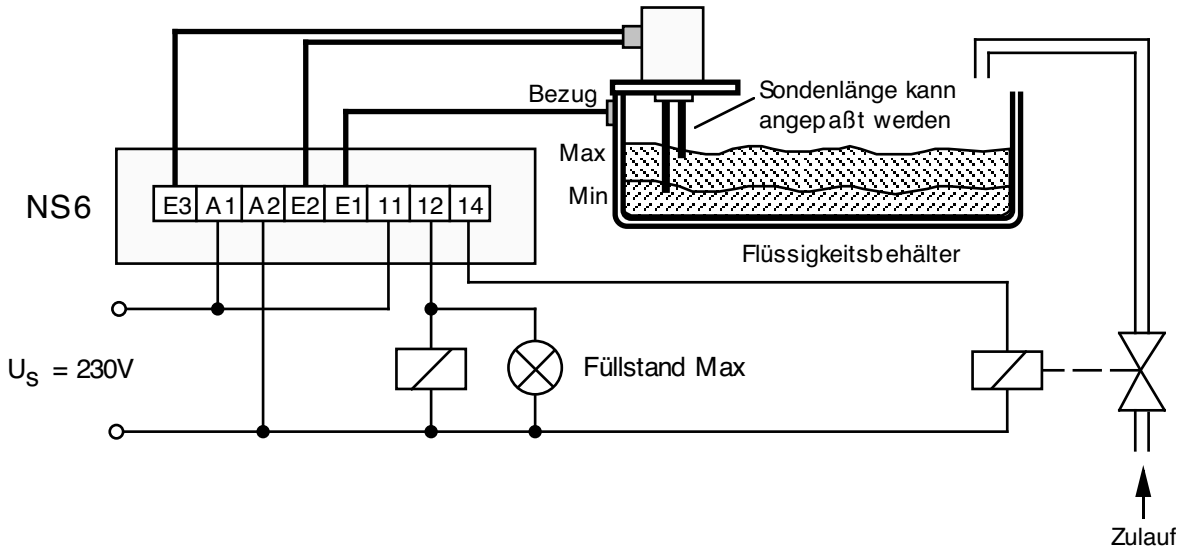 Bezug
Sondenlänge kann
angepaßt werden
Max
Min
NS6
E3 A1 A2 E2 E1 11 12 14
Flüssigkeitsbehälter
U_S = 230V
Füllstand Max
Zulauf